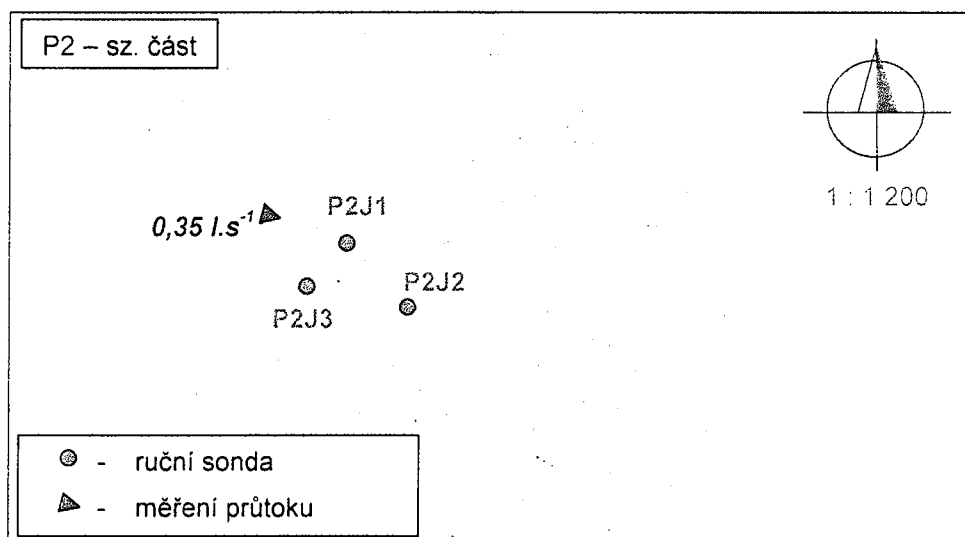 P2 – sz. část
1 : 1 200
0,35 l.s⁻¹
P2J1
P2J2
P2J3
- ruční sonda
- měření průtoku